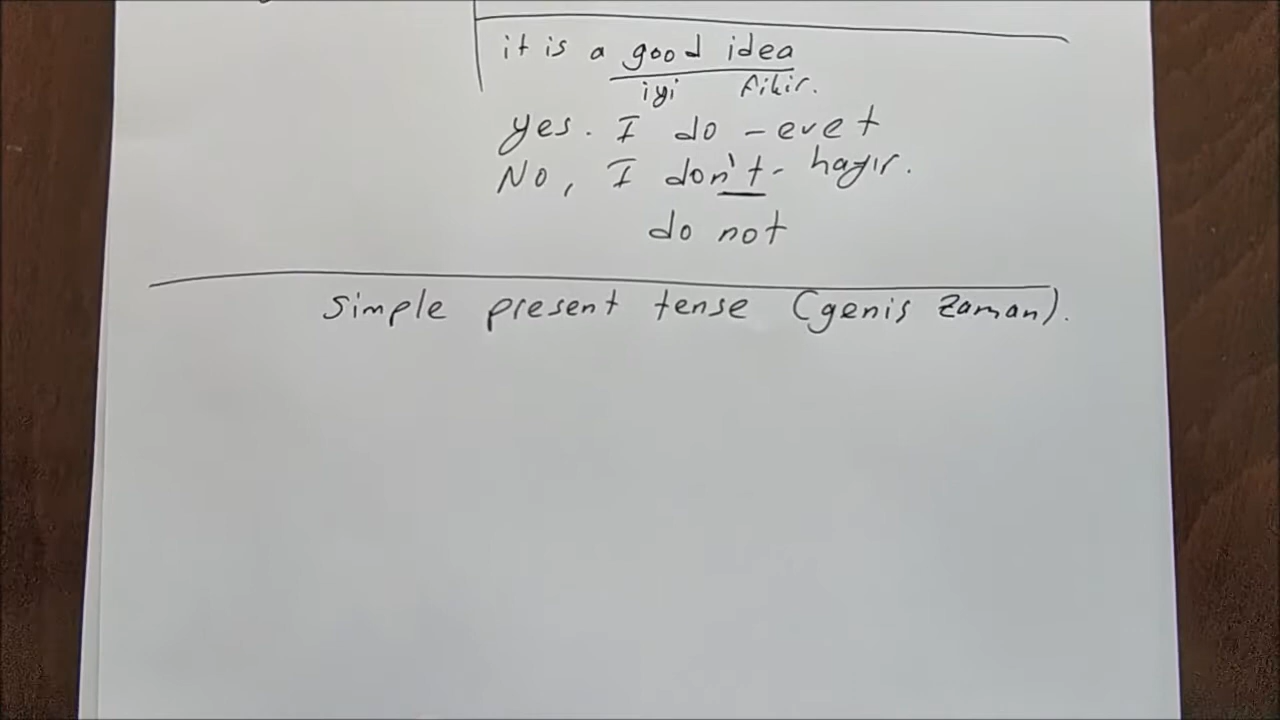 it is a good idea
iyi fikir.
yes. I do - evet
No, I don't - hayır.
do not
Simple present tense (genis zaman).